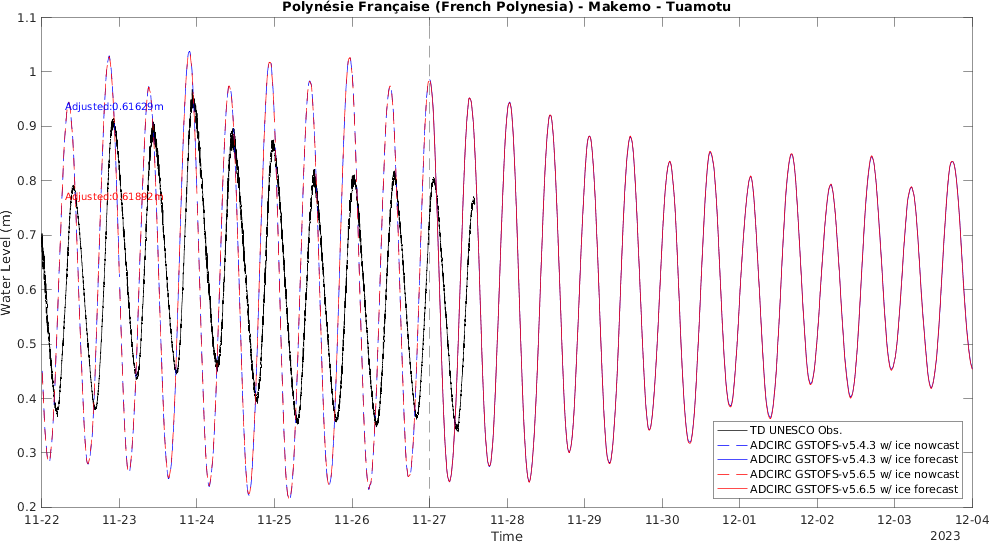 Polynésie Française (French Polynesia) - Makemo - Tuamotu
1.1
1
0.9
0.8
0.7
0.6
0.5
0.4
0.3
0.2
Water Level (m)
Adjusted:0.61629m
Adjusted:0.61892m
TD UNESCO Obs.
ADCIRC GSTOFS-v5.4.3 w/ ice nowcast
ADCIRC GSTOFS-v5.4.3 w/ ice forecast
ADCIRC GSTOFS-v5.6.5 w/ ice nowcast
ADCIRC GSTOFS-v5.6.5 w/ ice forecast
11-22 11-23 11-24 11-25 11-26 11-27 11-28 11-29 11-30 12-01 12-02 12-03 12-04
Time
2023